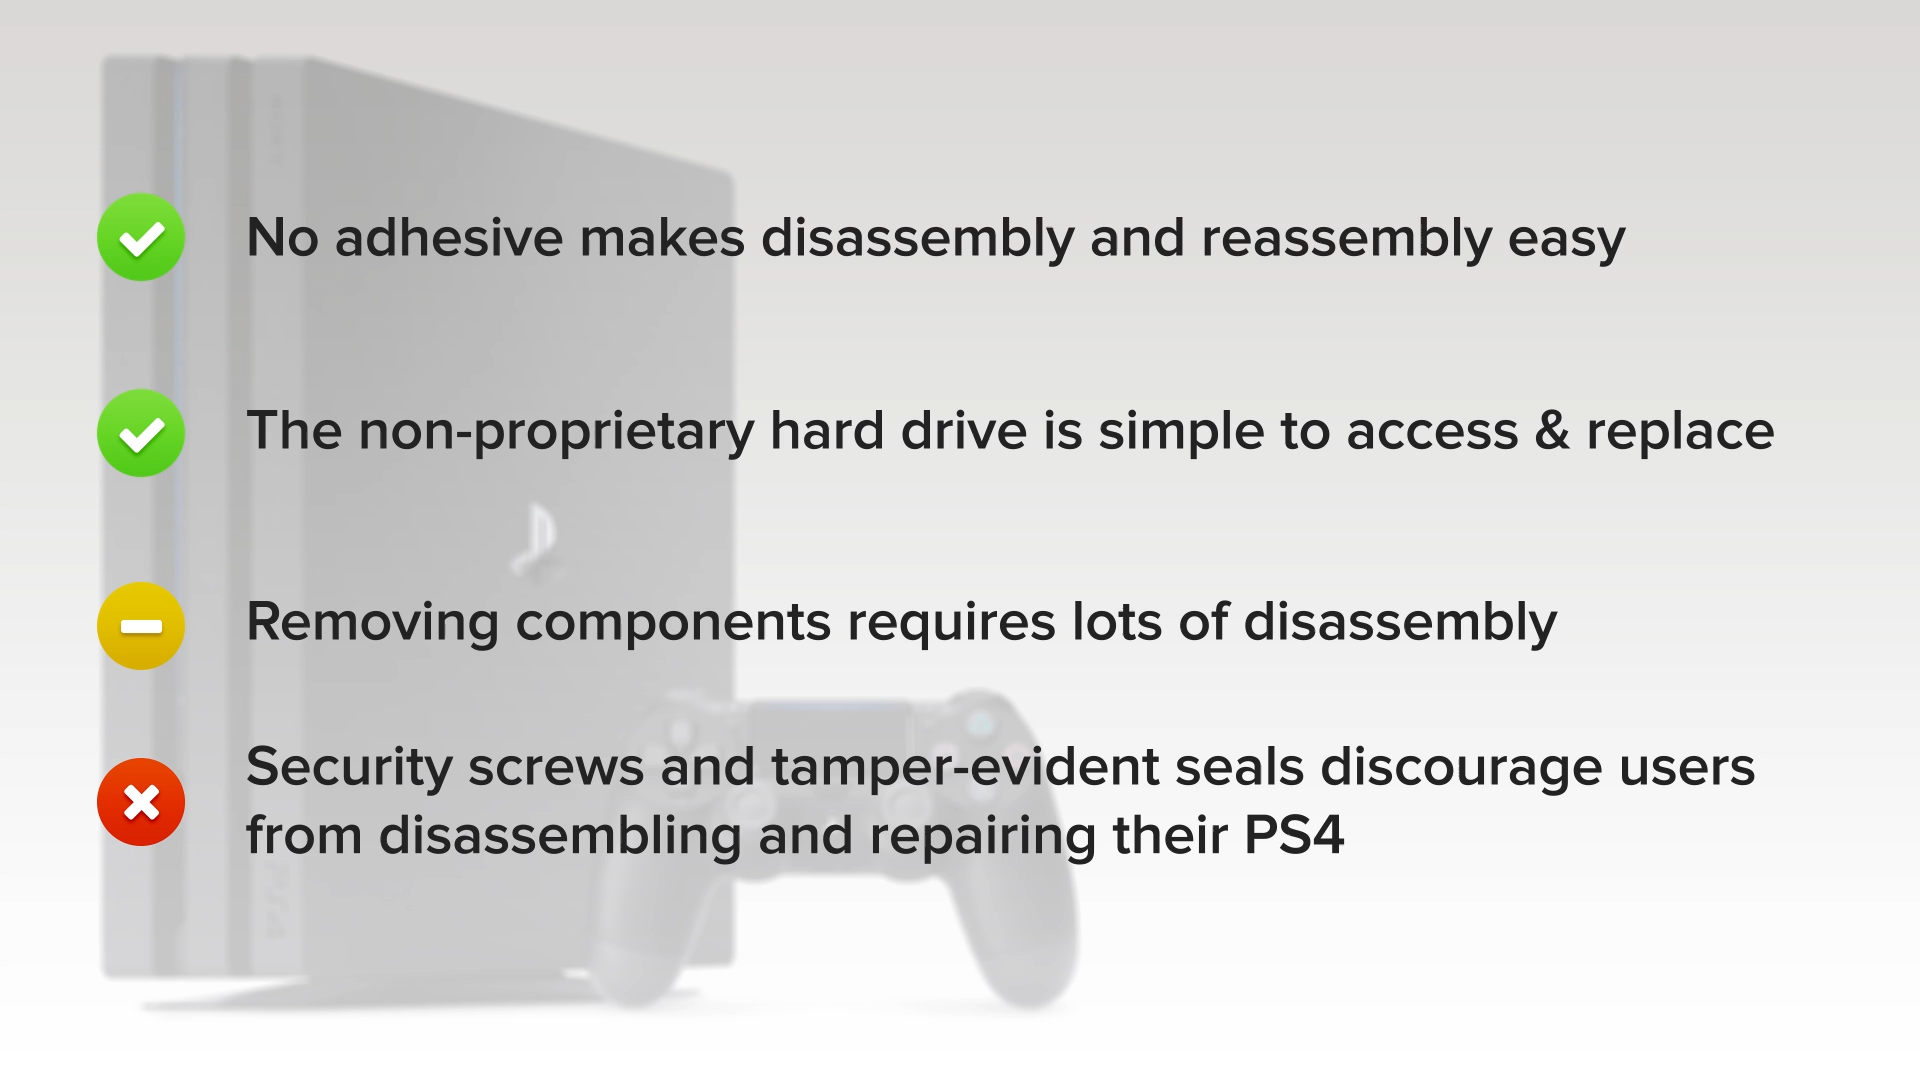 No adhesive makes disassembly and reassembly easy
The non-proprietary hard drive is simple to access & replace
Removing components requires lots of disassembly
Security screws and tamper-evident seals discourage users
from disassembling and repairing their PS4